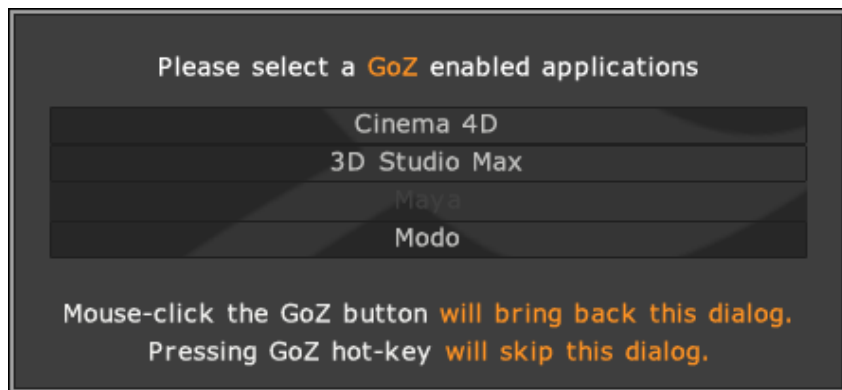 Please select a GoZ enabled applications
Cinema 4D
3D Studio Max
Maya
Modo
Mouse-click the GoZ button will bring back this dialog.
Pressing GoZ hot-key will skip this dialog.